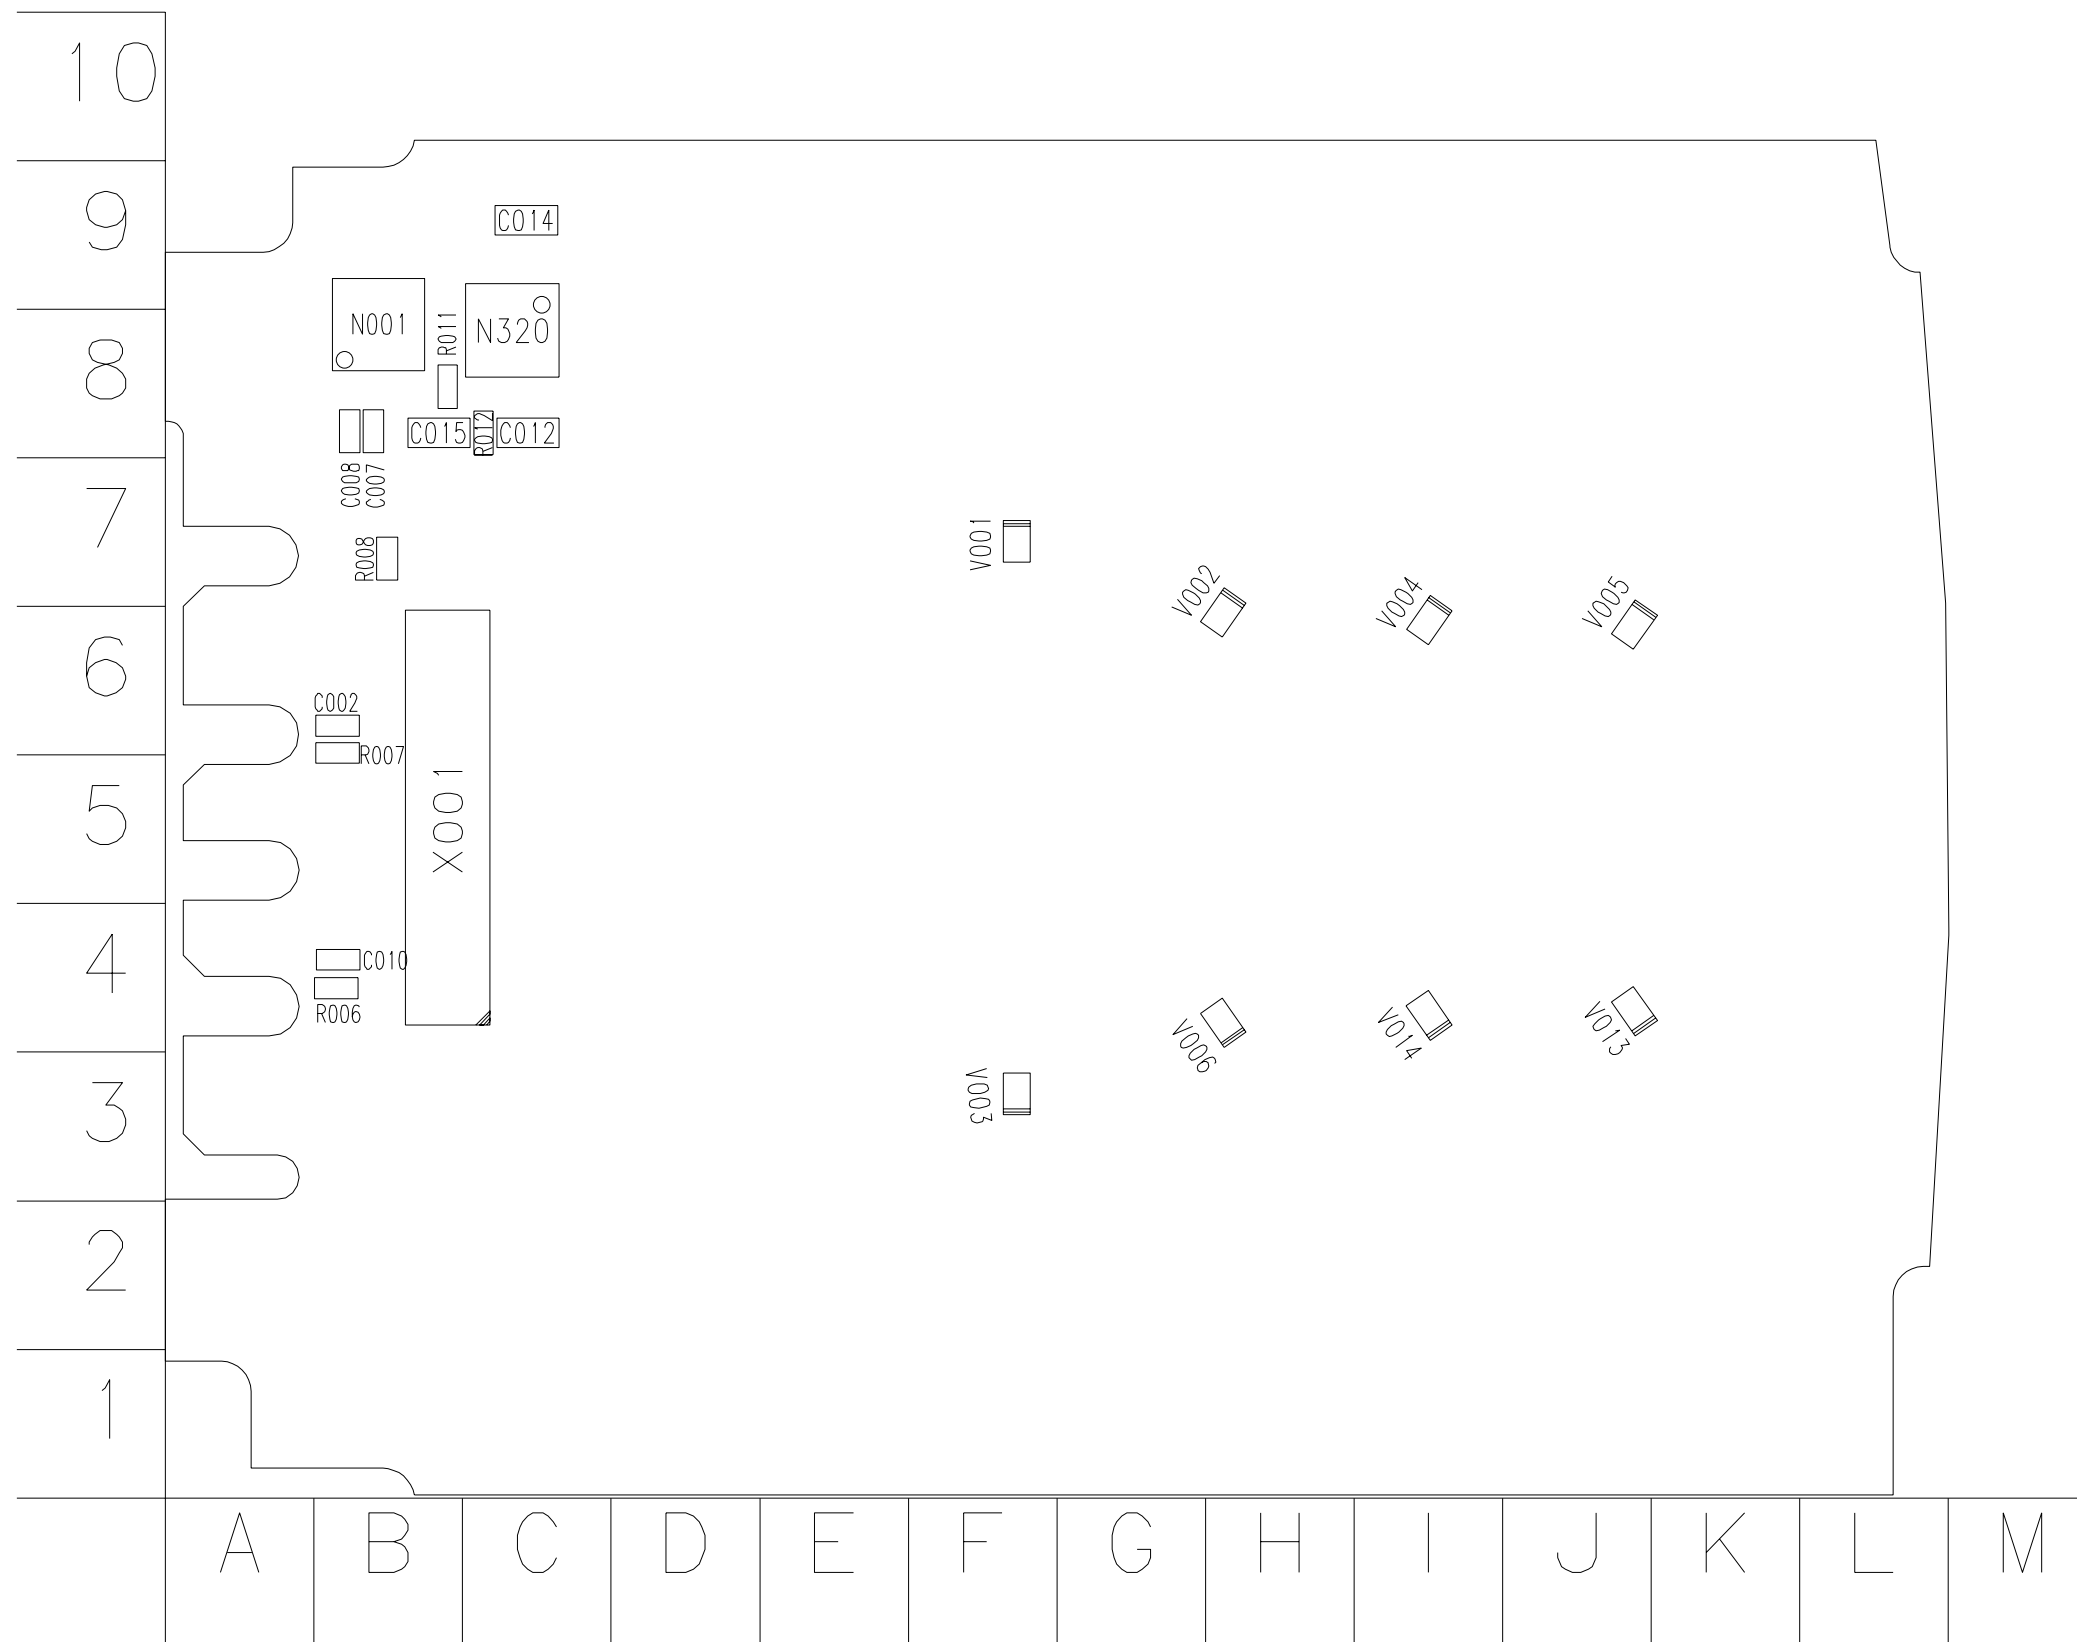 10
9
C014
N001
R011
N320
8
C015
R012
C012
C008
C007
7
R008
V001
V002
V004
V005
6
C002
R007
X001
5
4
C010
R006
V006
V014
V013
V003
3
2
1
A B C D E F G H I J K L M